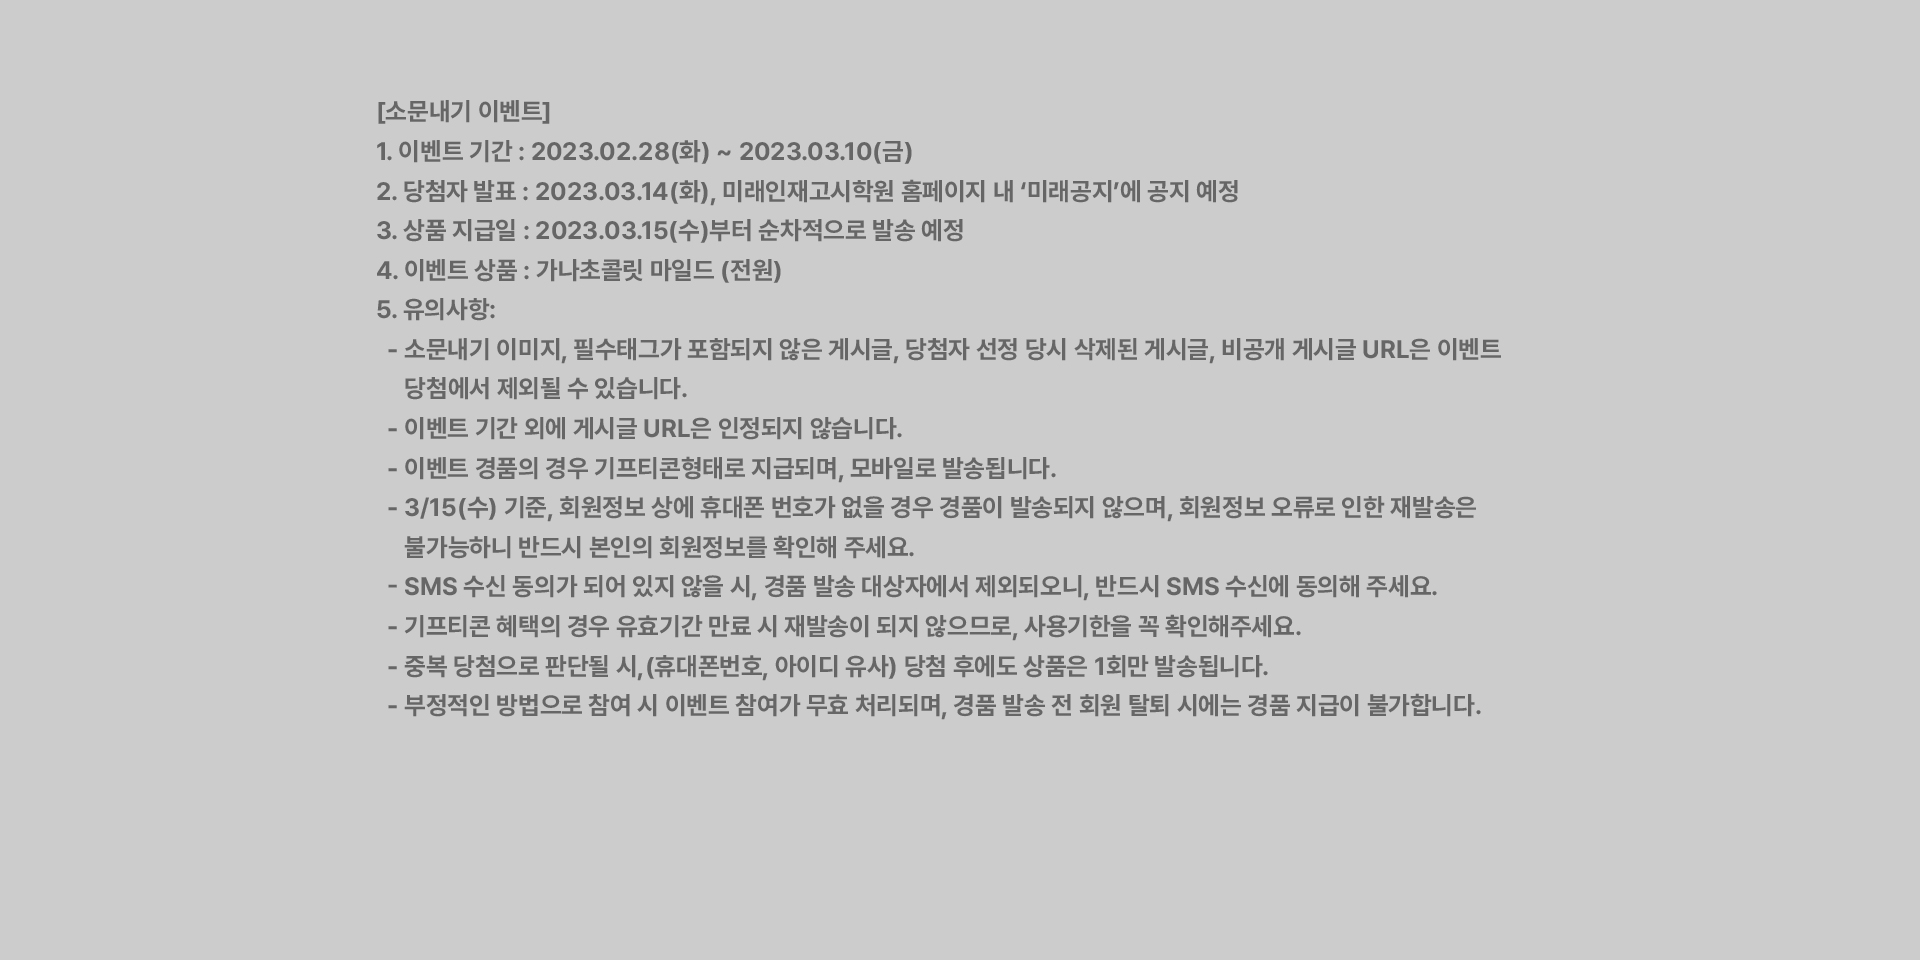 [소문내기 이벤트]
1. 이벤트 기간 : 2023.02.28(화) ~ 2023.03.10(금)
2. 당첨자 발표 : 2023.03.14(화), 미래인재고시학원 홈페이지 내 ‘미래공지’에 공지 예정
3. 상품 지급일 : 2023.03.15(수)부터 순차적으로 발송 예정
4. 이벤트 상품 : 가나초콜릿 마일드 (전원)
5. 유의사항:
- 소문내기 이미지, 필수태그가 포함되지 않은 게시글, 당첨자 선정 당시 삭제된 게시글, 비공개 게시글 URL은 이벤트
당첨에서 제외될 수 있습니다.
- 이벤트 기간 외에 게시글 URL은 인정되지 않습니다.
- 이벤트 경품의 경우 기프티콘형태로 지급되며, 모바일로 발송됩니다.
- 3/15(수) 기준, 회원정보 상에 휴대폰 번호가 없을 경우 경품이 발송되지 않으며, 회원정보 오류로 인한 재발송은
불가능하니 반드시 본인의 회원정보를 확인해 주세요.
- SMS 수신 동의가 되어 있지 않을 시, 경품 발송 대상자에서 제외되오니, 반드시 SMS 수신에 동의해 주세요.
- 기프티콘 혜택의 경우 유효기간 만료 시 재발송이 되지 않으므로, 사용기한을 꼭 확인해주세요.
- 중복 당첨으로 판단될 시,(휴대폰번호, 아이디 유사) 당첨 후에도 상품은 1회만 발송됩니다.
- 부정적인 방법으로 참여 시 이벤트 참여가 무효 처리되며, 경품 발송 전 회원 탈퇴 시에는 경품 지급이 불가합니다.